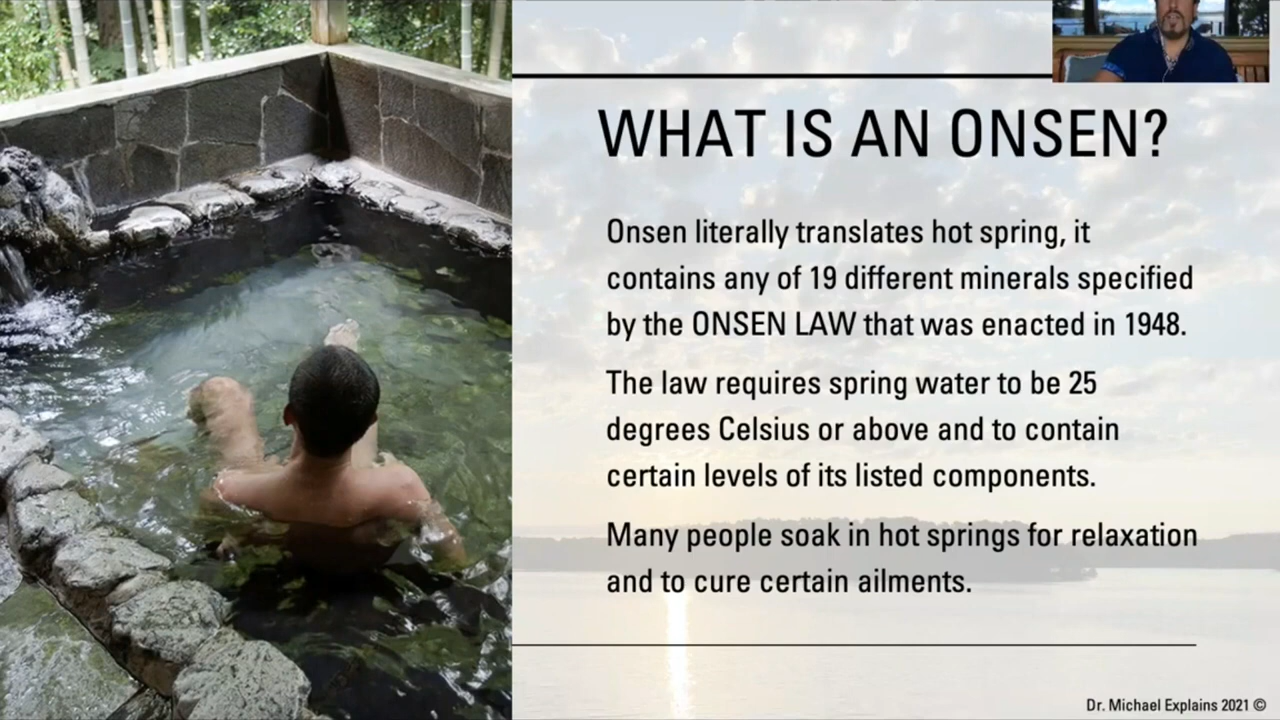 WHAT IS AN ONSEN?
Onsen literally translates hot spring, it
contains any of 19 different minerals specified
by the ONSEN LAW that was enacted in 1948.
The law requires spring water to be 25
degrees Celsius or above and to contain
certain levels of its listed components.
Many people soak in hot springs for relaxation
and to cure certain ailments.
Dr. Michael Explains 2021 ©